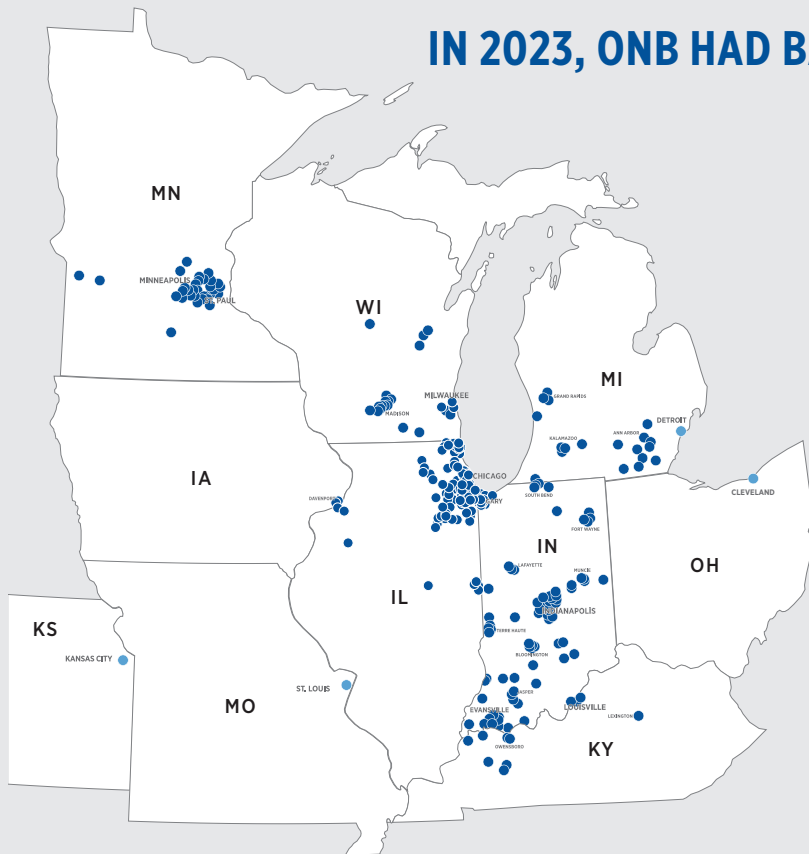 IN 2023, ONB HAD BA
MN
MINNEAPOLIS
ST. PAUL
WI
MILWAUKEE
MADISON
MI
GRAND RAPIDS
DETROIT
ANN ARBOR
KALAMAZOO
IA
CHICAGO
GARY
SOUTH BEND
CLEVELAND
DAVENPORT
FORT WAYNE
IN
OH
LAFAYETTE
MUNCIE
IL
INDIANAPOLIS
KS
TERRE HAUTE
BLOOMINGTON
KANSAS CITY
ST. LOUIS
JASPER
MO
EVANSVILLE
LOUISVILLE
LEXINGTON
OWENSBORO
KY